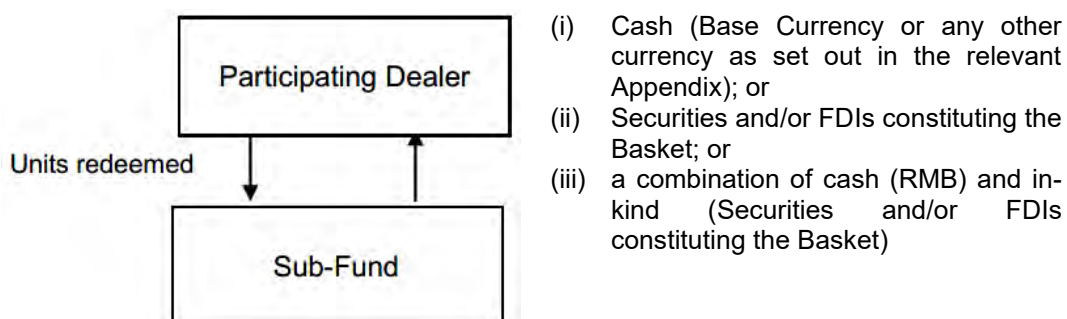 Participating Dealer
Units redeemed
Sub-Fund
(i) Cash (Base Currency or any other
currency as set out in the relevant
Appendix); or
(ii) Securities and/or FDIs constituting the
Basket; or
(iii) a combination of cash (RMB) and in-
kind (Securities and/or FDIs
constituting the Basket)